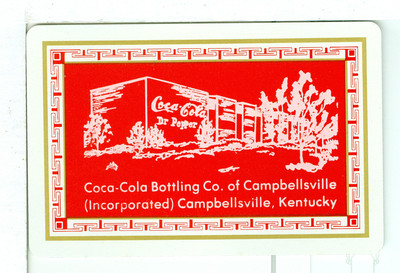 Coca-Cola
Dr Pepper
Coca-Cola Bottling Co. of Campbellsville
(Incorporated) Campbellsville, Kentucky